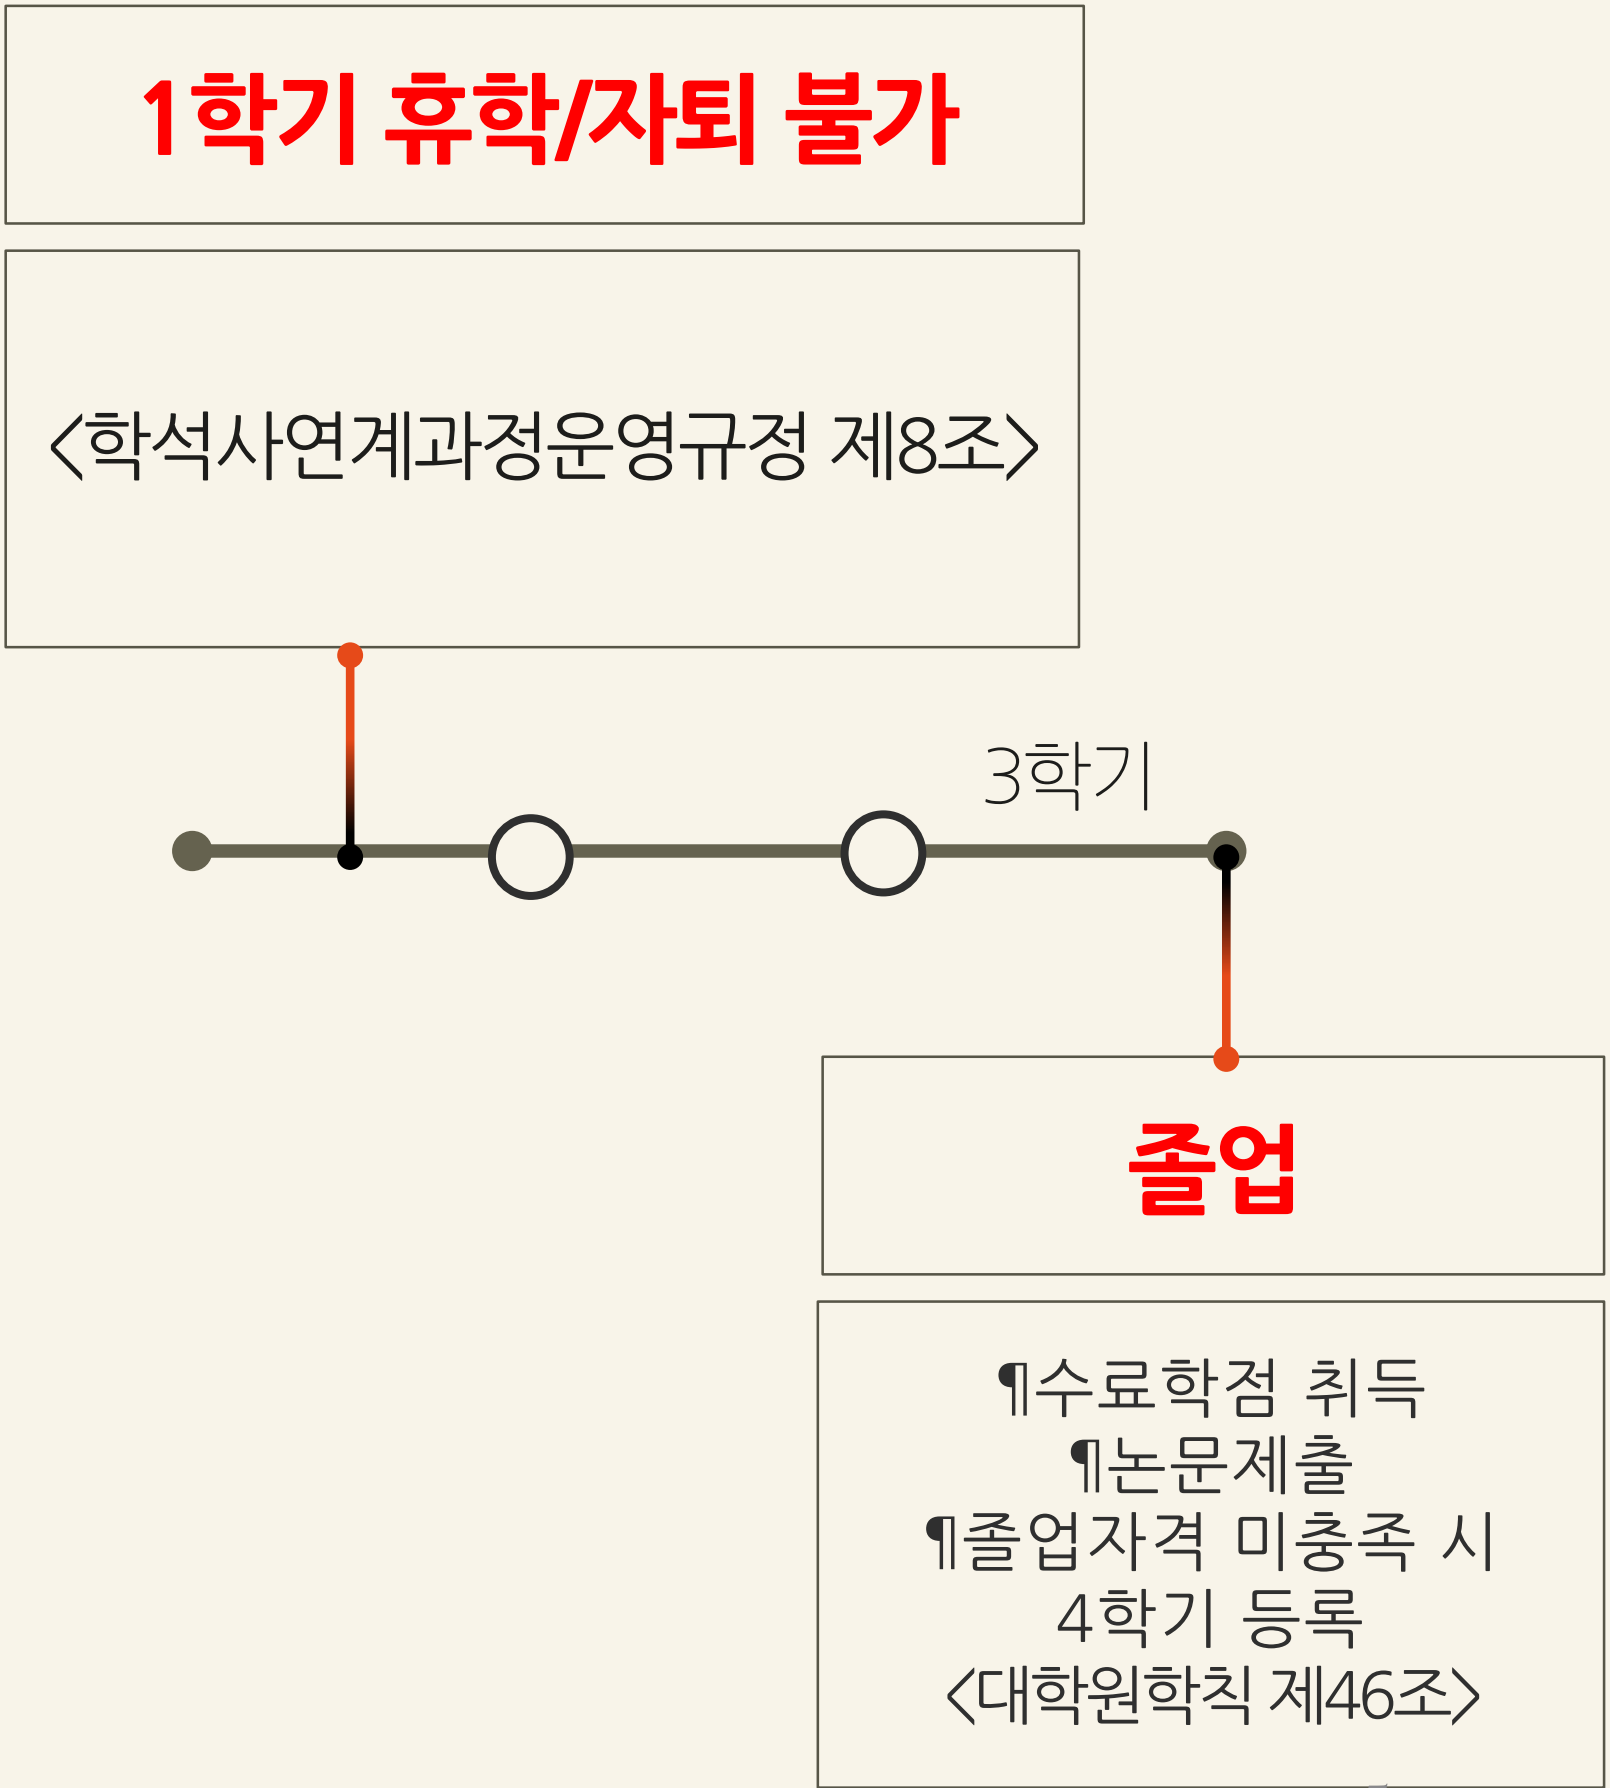 1학기 휴학/자퇴 불가
<학석사연계과정운영규정 제8조>
3학기
졸업
¶수료학점 취득
¶논문제출
¶졸업자격 미충족 시
4학기 등록
<대학원학칙 제46조>